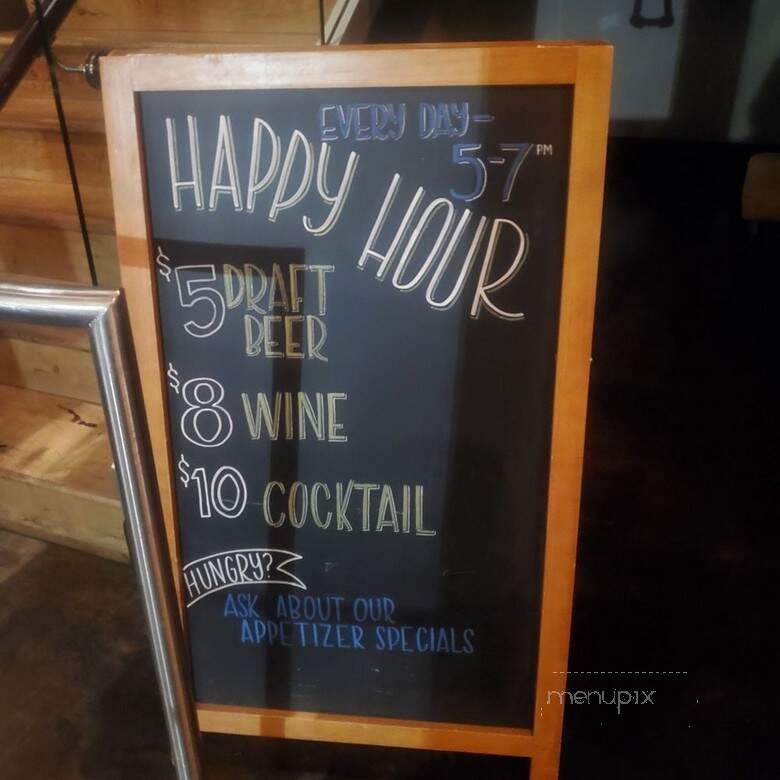 EVERY DAY-
5-7 PM
HAPPY
HOUR
$5 DRAFT
BEER
$8 WINE
$10 COCKTAIL
HUNGRY?
ASK ABOUT OUR
APPETIZER SPECIALS
menupix